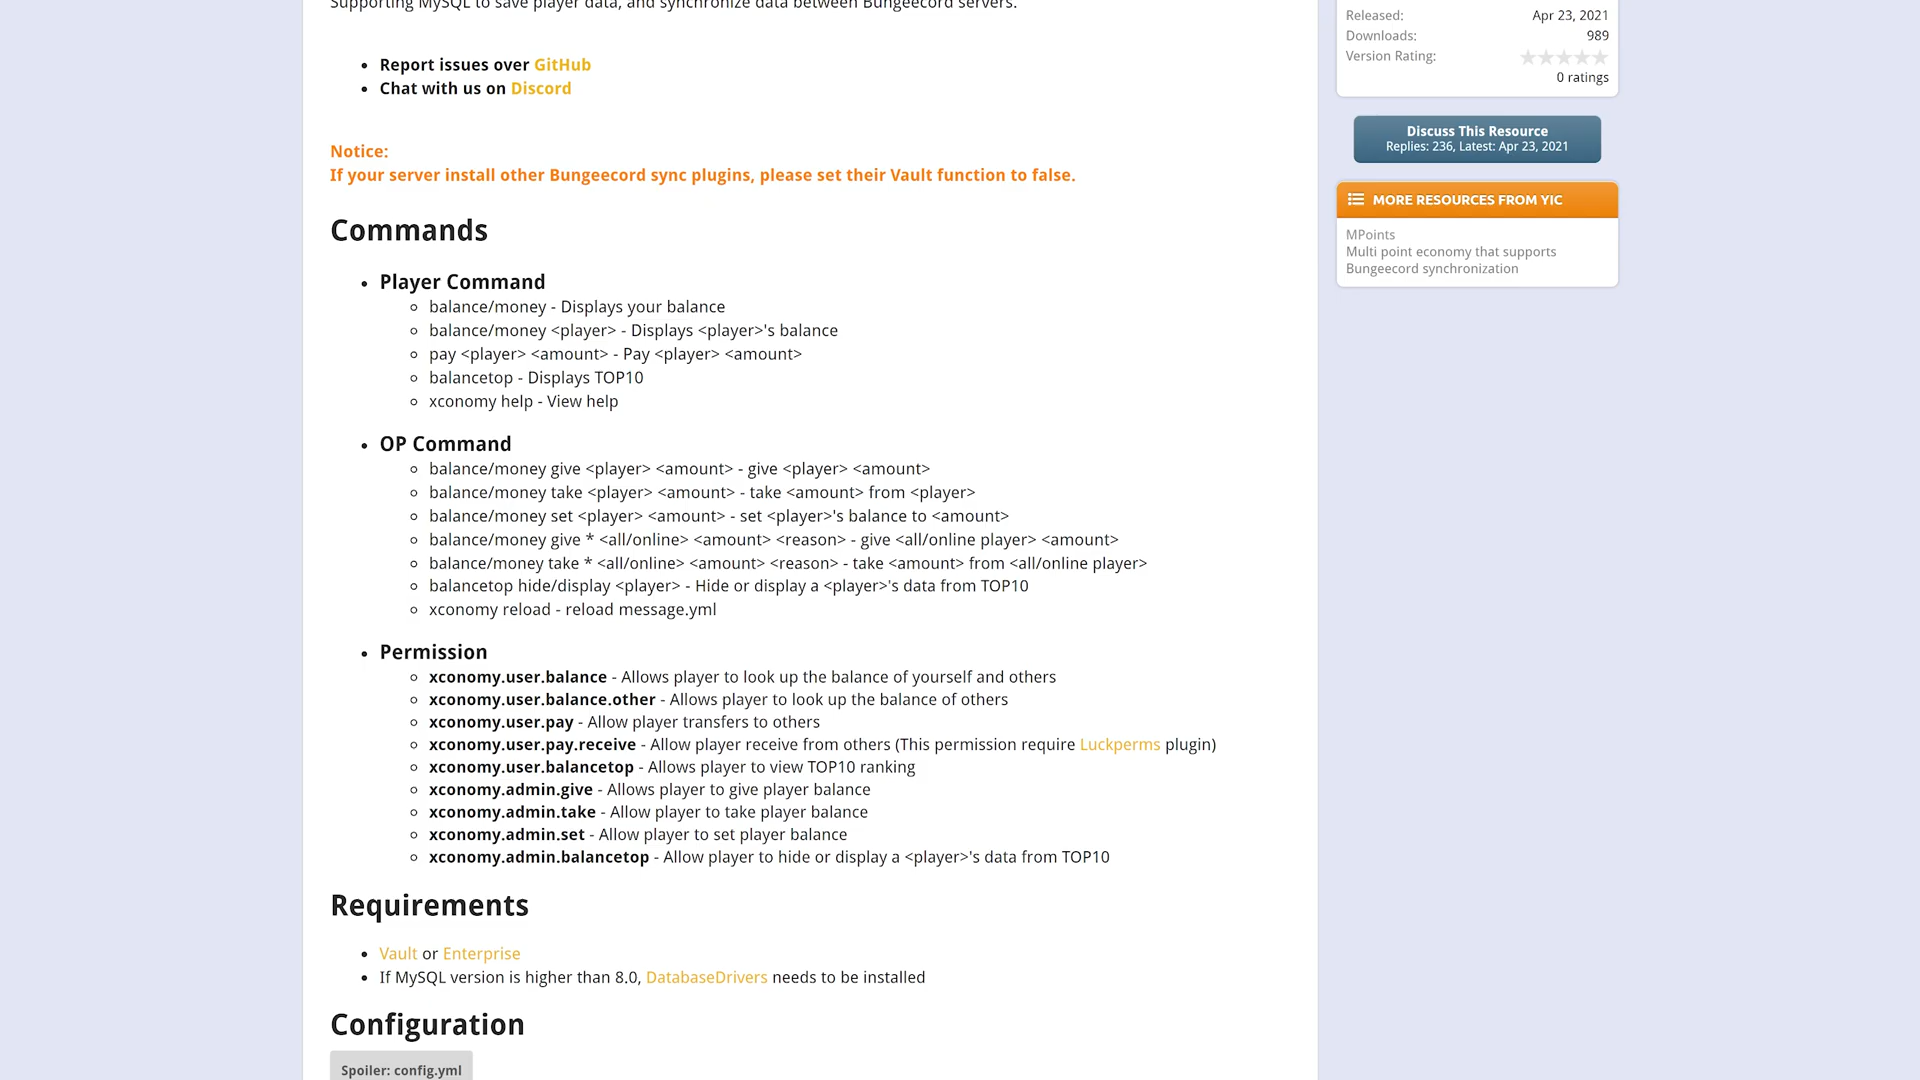 Supporting MySQL to save player data, and synchronize data between Bungeecord servers.
Report issues over GitHub
Chat with us on Discord
Notice:
If your server install other Bungeecord sync plugins, please set their Vault function to false.
Commands
Player Command
balance/money - Displays your balance
balance/money <player> - Displays <player>'s balance
pay <player> <amount> - Pay <player> <amount>
balancetop - Displays TOP10
xconomy help - View help
OP Command
balance/money give <player> <amount> - give <player> <amount>
balance/money take <player> <amount> - take <amount> from <player>
balance/money set <player> <amount> - set <player>'s balance to <amount>
balance/money give * <all/online> <amount> <reason> - give <all/online player> <amount>
balance/money take * <all/online> <amount> <reason> - take <amount> from <all/online player>
balancetop hide/display <player> - Hide or display a <player>'s data from TOP10
xconomy reload - reload message.yml
Permission
xconomy.user.balance - Allows player to look up the balance of yourself and others
xconomy.user.balance.other - Allows player to look up the balance of others
xconomy.user.pay - Allow player transfers to others
xconomy.user.pay.receive - Allow player receive from others (This permission require Luckperms plugin)
xconomy.user.balancetop - Allows player to view TOP10 ranking
xconomy.admin.give - Allows player to give player balance
xconomy.admin.take - Allow player to take player balance
xconomy.admin.set - Allow player to set player balance
xconomy.admin.balancetop - Allow player to hide or display a <player>'s data from TOP10
Requirements
Vault or Enterprise
If MySQL version is higher than 8.0, DatabaseDrivers needs to be installed
Configuration
Spoiler: config.yml
Released: Apr 23, 2021
Downloads: 989
Version Rating:
0 ratings
Discuss This Resource
Replies: 236, Latest: Apr 23, 2021
MORE RESOURCES FROM YIC
MPoints
Multi point economy that supports
Bungeecord synchronization